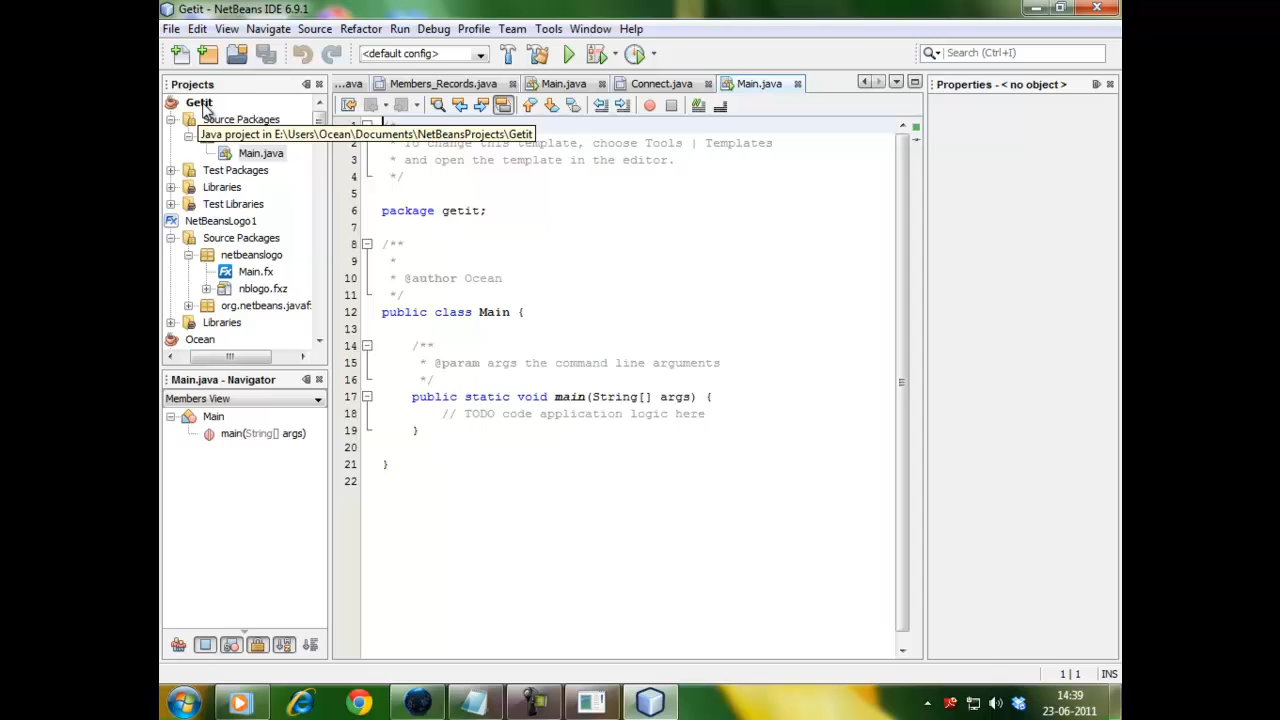 Getit - NetBeans IDE 6.9.1
File Edit View Navigate Source Refactor Run Debug Profile Team Tools Window Help
<default config>
Search (Ctrl+I)
Projects
...ava Members_Records.java Main.java Connect.java Main.java
Properties - < no object >
Getit
Source Packages
Java project in E:\Users\Ocean\Documents\NetBeansProjects\Getit
Main.java
Test Packages
Libraries
Test Libraries
NetBeansLogo1
Source Packages
netbeanslogo
Main.fx
nblogo.fxz
org.netbeans.javaf
Libraries
Ocean
Main.java - Navigator
Members View
Main
main(String[] args)
1
2 * To change this template, choose Tools | Templates
3 * and open the template in the editor.
4 */
5
6 package getit;
7
8 /**
9 *
10 * @author Ocean
11 */
12 public class Main {
13
14 /**
15 * @param args the command line arguments
16 */
17 public static void main(String[] args) {
18 // TODO code application logic here
19 }
20
21 }
22
1 | 1 INS
14:39
23-06-2011